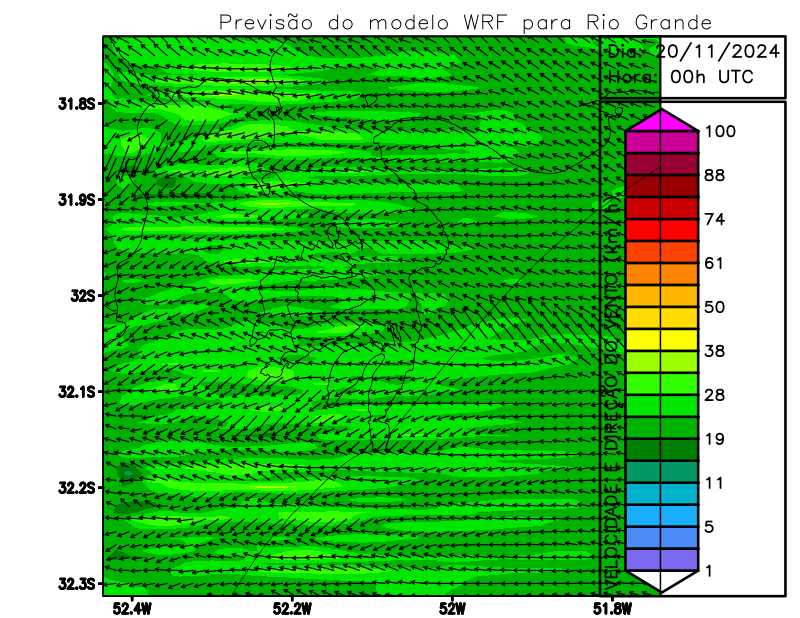 Previsão do modelo WRF para Rio Grande
Dia: 20/11/2024
Hora: 00h UTC
31.8S
31.9S
32S
32.1S
32.2S
32.3S
52.4W
52.2W
52W
51.8W
VELOCIDADE E DIREÇÃO DO VENTO (km/h)
100
88
74
61
50
38
28
19
11
5
1